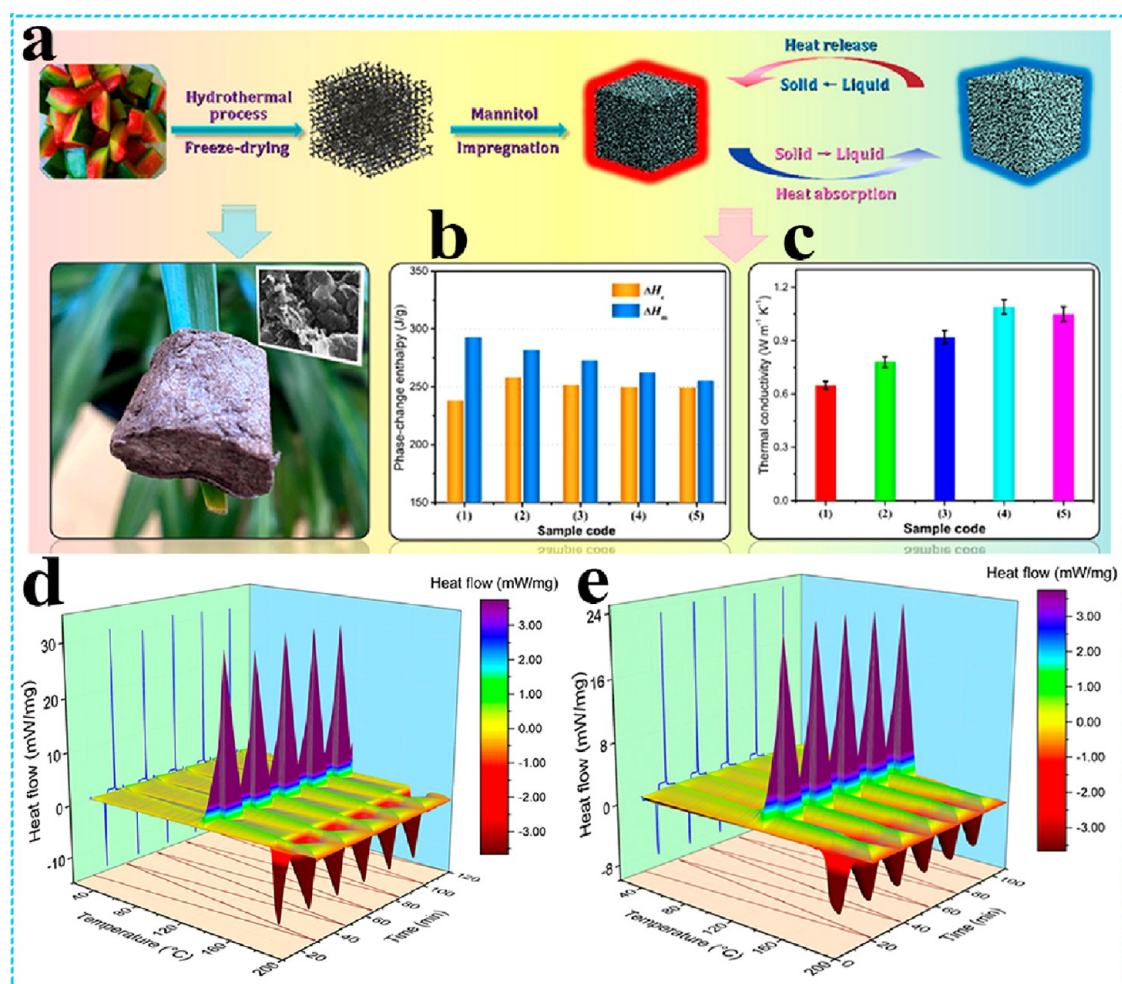 a
Hydrothermal
process
Freeze-drying
Mannitol
Impregnation
Heat release
Solid ← Liquid
Solid → Liquid
Heat absorption
b
350
300
250
200
150
Phase-change enthalpy (J/g)
ΔHc
ΔHm
(1) (2) (3) (4) (5)
Sample code
c
1.2
0.9
0.6
0.3
0.0
Thermal conductivity (W m⁻¹ K⁻¹)
(1) (2) (3) (4) (5)
Sample code
d
Heat flow (mW/mg)
3.00
2.00
1.00
0.00
-1.00
-2.00
-3.00
30
20
10
0
-10
Heat flow (mW/mg)
40 80 120 160 200
Temperature (°C)
20 40 60 80 100 120
Time (min)
e
Heat flow (mW/mg)
3.00
2.00
1.00
0.00
-1.00
-2.00
-3.00
24
16
8
0
-8
Heat flow (mW/mg)
40 80 120 160 200
Temperature (°C)
0 20 40 60 80 100
Time (min)